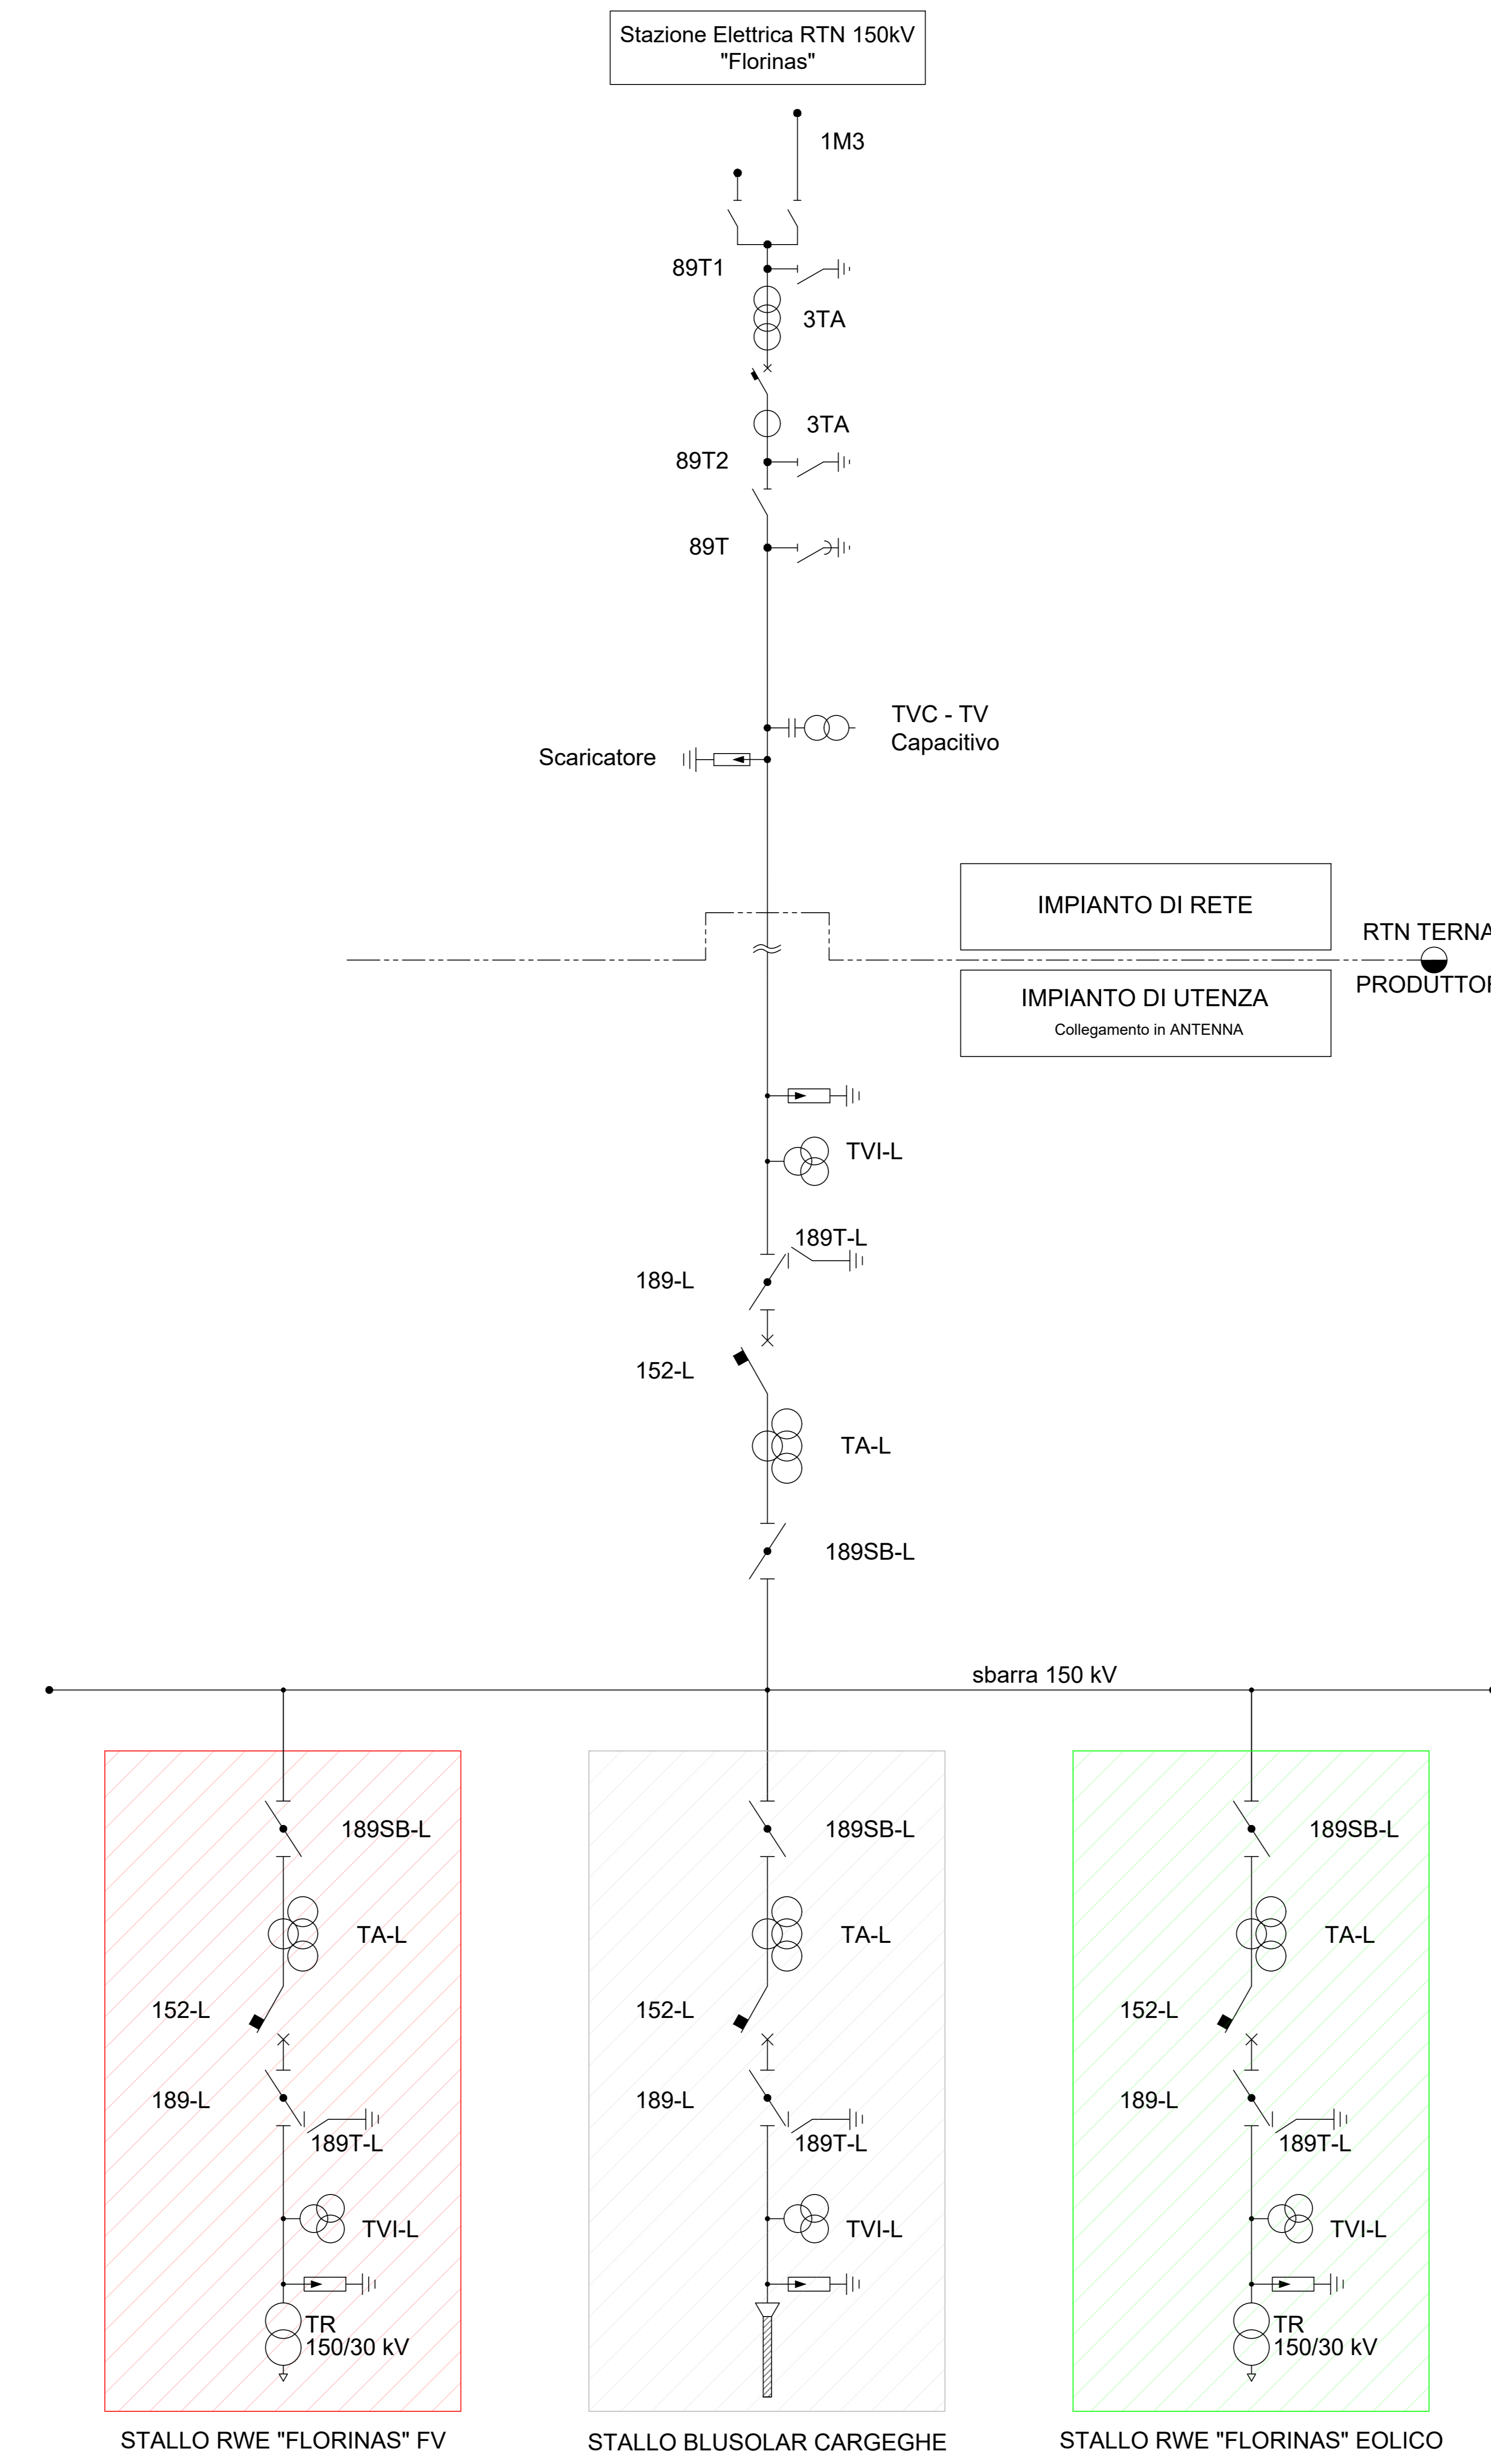 Stazione Elettrica RTN 150kV
"Florinas"
1M3
89T1
3TA
3TA
89T2
89T
TVC - TV
Capacitivo
Scaricatore
IMPIANTO DI RETE
RTN TERNA
IMPIANTO DI UTENZA
Collegamento in ANTENNA
TVI-L
189T-L
189-L
152-L
TA-L
189SB-L
sbarra 150 kV
189SB-L
189SB-L
189SB-L
TA-L
TA-L
TA-L
152-L
152-L
152-L
189-L
189-L
189-L
189T-L
189T-L
189T-L
TVI-L
TVI-L
TVI-L
TR
150/30 kV
TR
150/30 kV
STALLO RWE "FLORINAS" FV
STALLO BLUSOLAR CARGEGHE
STALLO RWE "FLORINAS" EOLICO